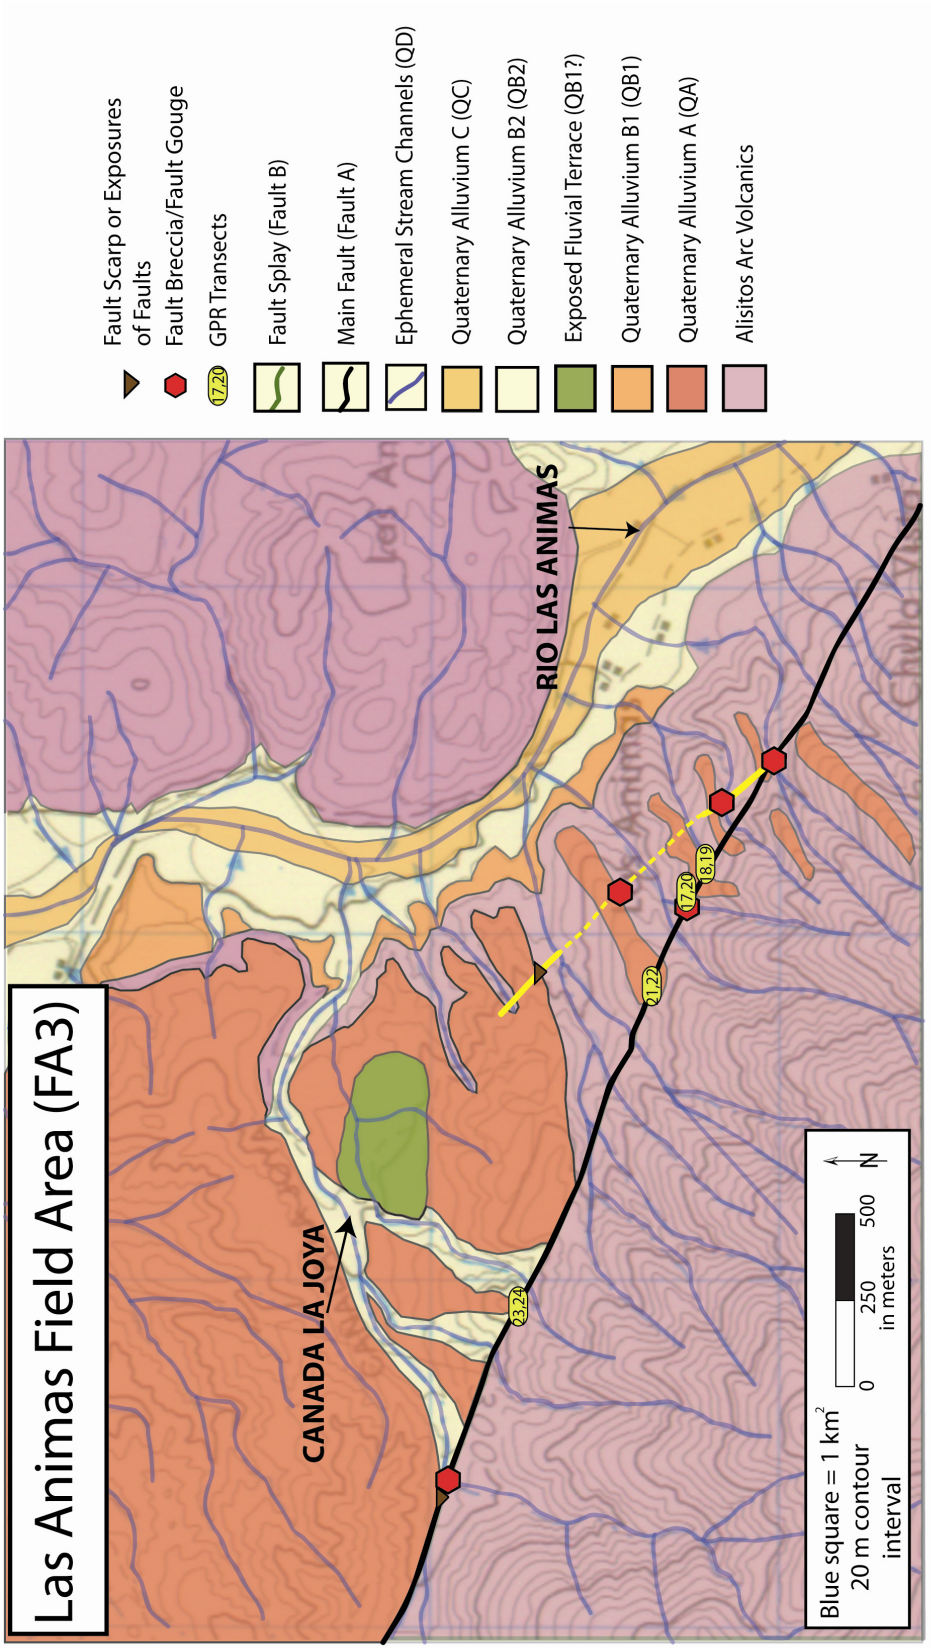 Las Animas Field Area (FA3)
CANADA LA JOYA
RIO LAS ANIMAS
23,24
21,22
17,20
18,19
Blue square = 1 km²
20 m contour
interval
0 250 500
in meters
N
Fault Scarp or Exposures
of Faults
Fault Breccia/Fault Gouge
17,20 GPR Transects
Fault Splay (Fault B)
Main Fault (Fault A)
Ephemeral Stream Channels (QD)
Quaternary Alluvium C (QC)
Quaternary Alluvium B2 (QB2)
Exposed Fluvial Terrace (QB1?)
Quaternary Alluvium B1 (QB1)
Quaternary Alluvium A (QA)
Alisitos Arc Volcanics